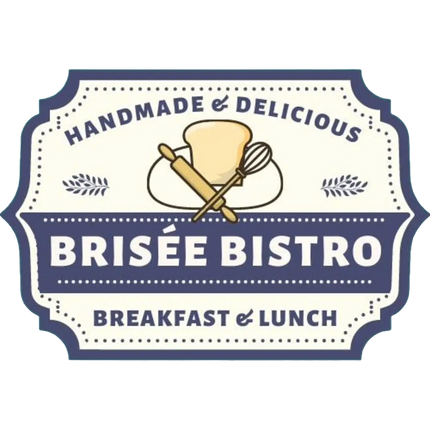 HANDMADE & DELICIOUS
BRISÉE BISTRO
BREAKFAST & LUNCH